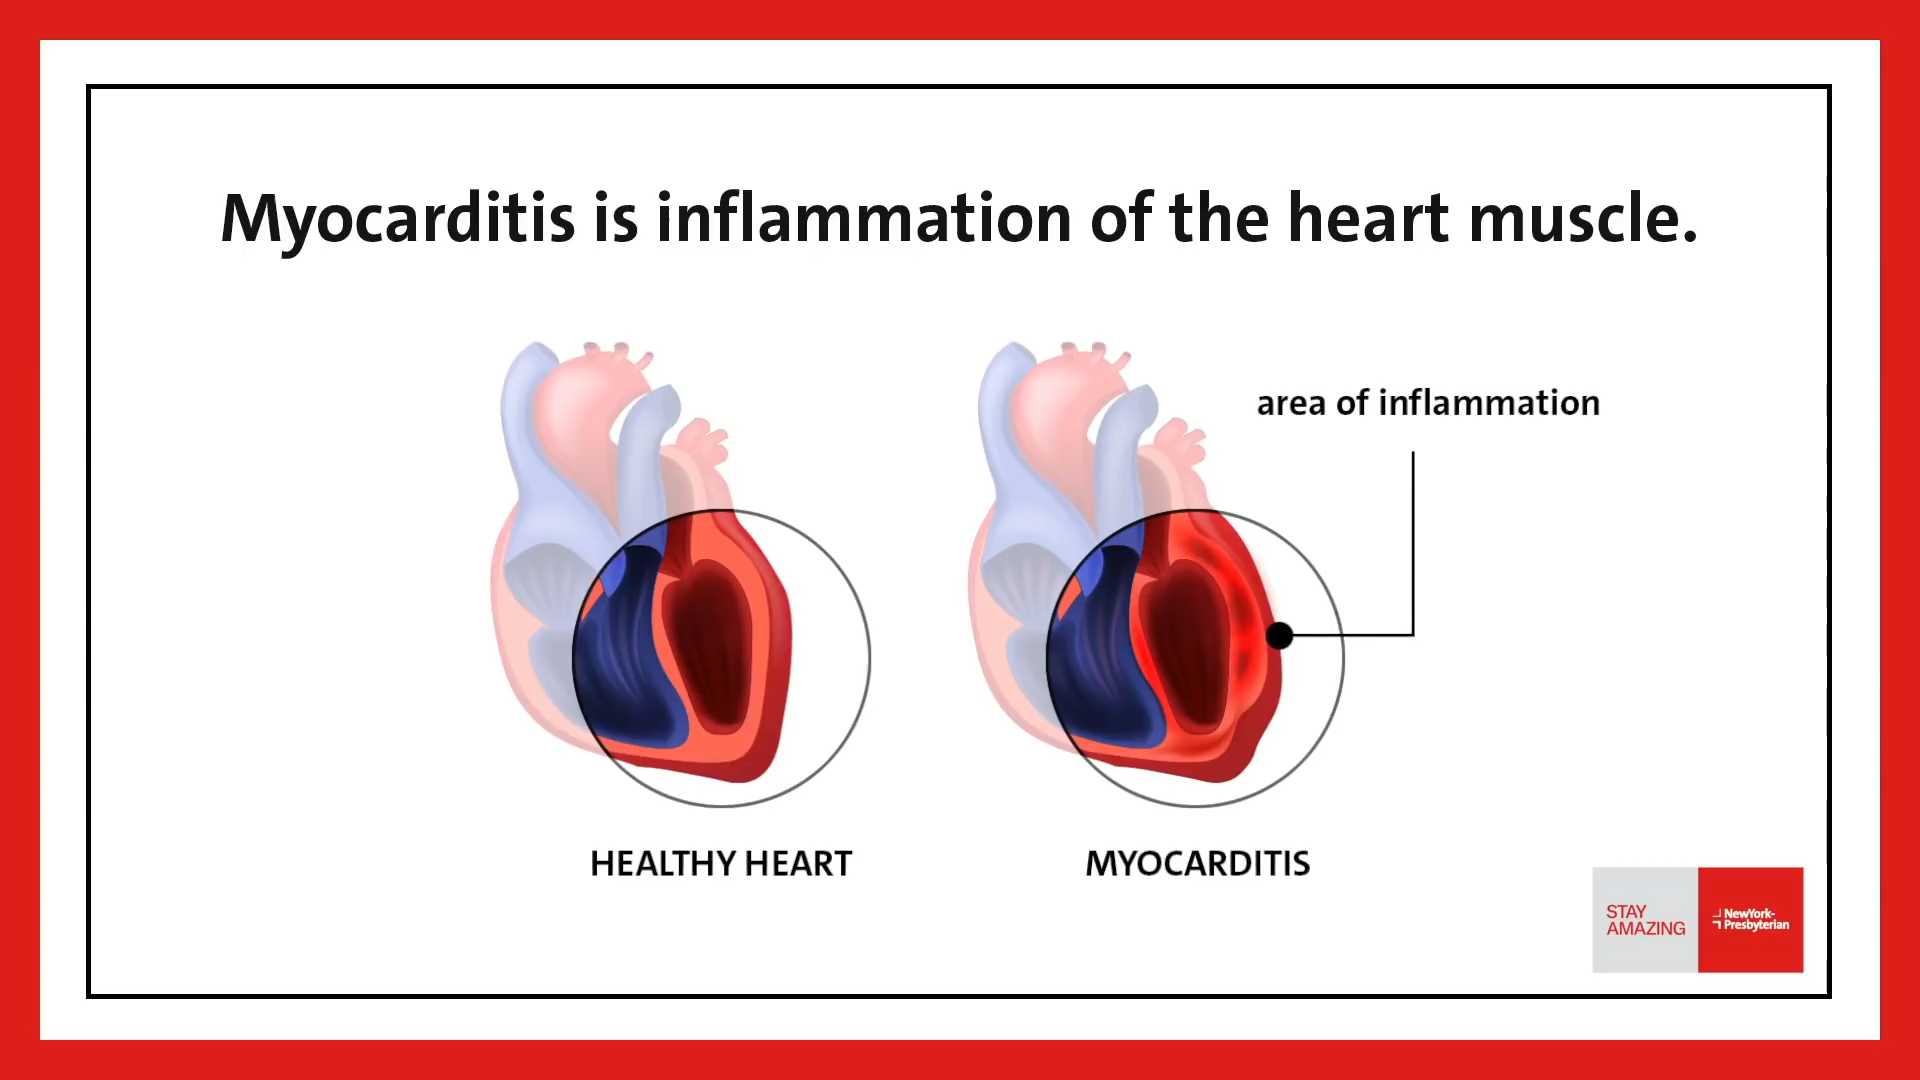 Myocarditis is inflammation of the heart muscle.
area of inflammation
HEALTHY HEART
MYOCARDITIS
STAY
AMAZING
NewYork-
Presbyterian